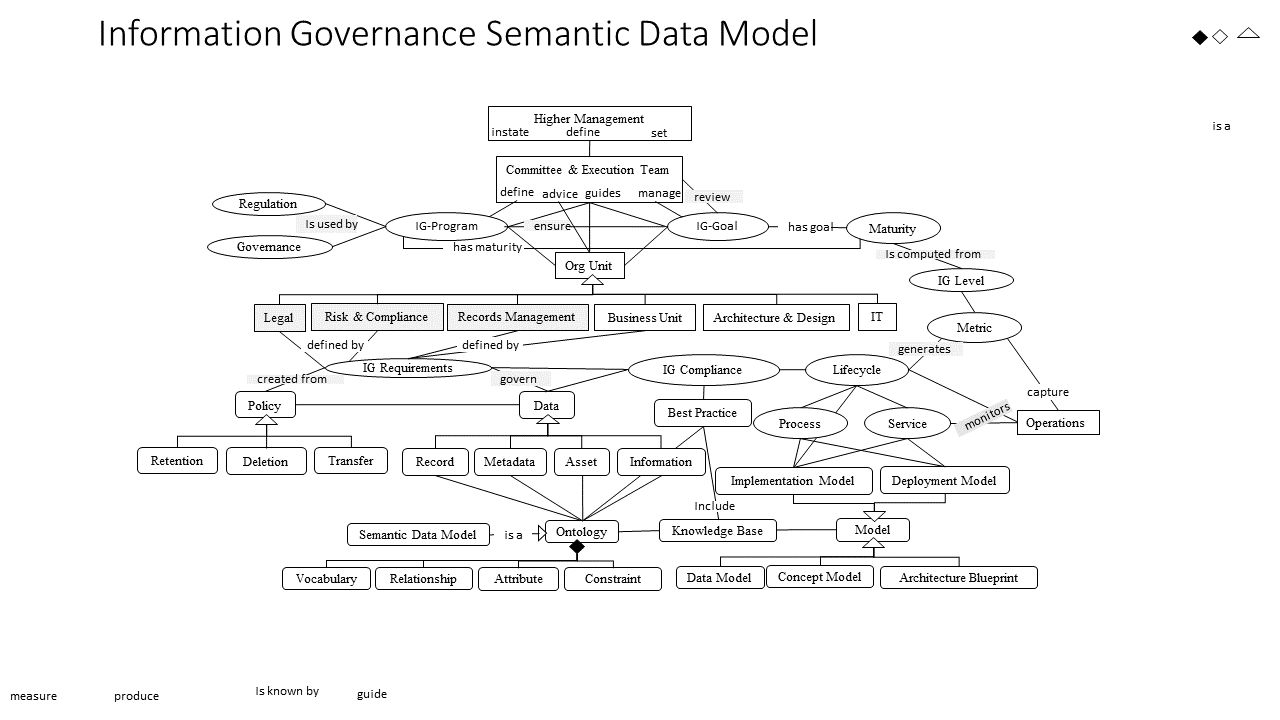 Information Governance Semantic Data Model
is a
Higher Management
instate define set
Committee & Execution Team
define advice guides manage review
Regulation
Is used by
IG-Program
ensure
IG-Goal
has goal
Maturity
Governance
has maturity
Is computed from
Org Unit
IG Level
Legal
Risk & Compliance
Records Management
Business Unit
Architecture & Design
IT
Metric
defined by
defined by
generates
IG Requirements
IG Compliance
Lifecycle
created from
govern
capture
Policy
Data
Best Practice
Process
Service
monitors
Operations
Retention
Deletion
Transfer
Record
Metadata
Asset
Information
Implementation Model
Deployment Model
Include
Semantic Data Model
is a
Ontology
Knowledge Base
Model
Vocabulary
Relationship
Attribute
Constraint
Data Model
Concept Model
Architecture Blueprint
measure
produce
Is known by
guide